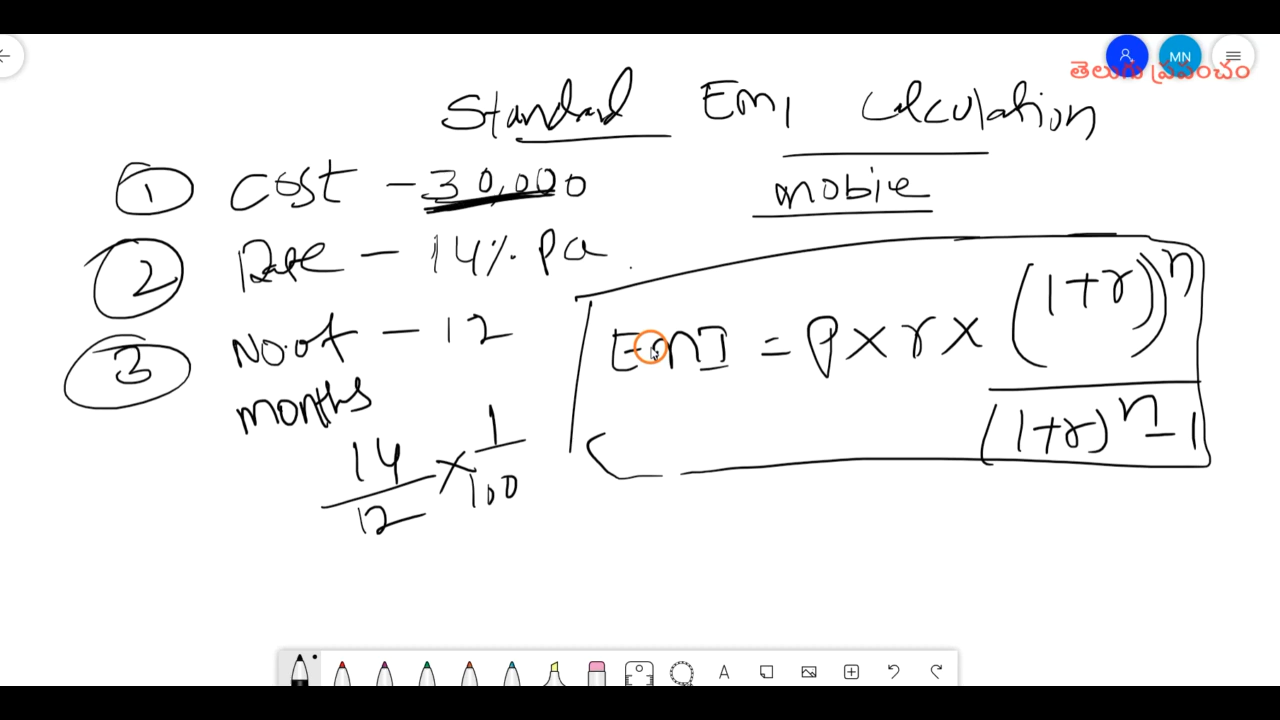 MN
తెలుగు ప్రపంచం
Standard EMI Calculation
① Cost - 30,000
mobile
② Rate - 14% pa.
③ No.of - 12
months
14/12 × 1/100
EMI = P × r × (1+r))^n / (1+r)^n - 1
A